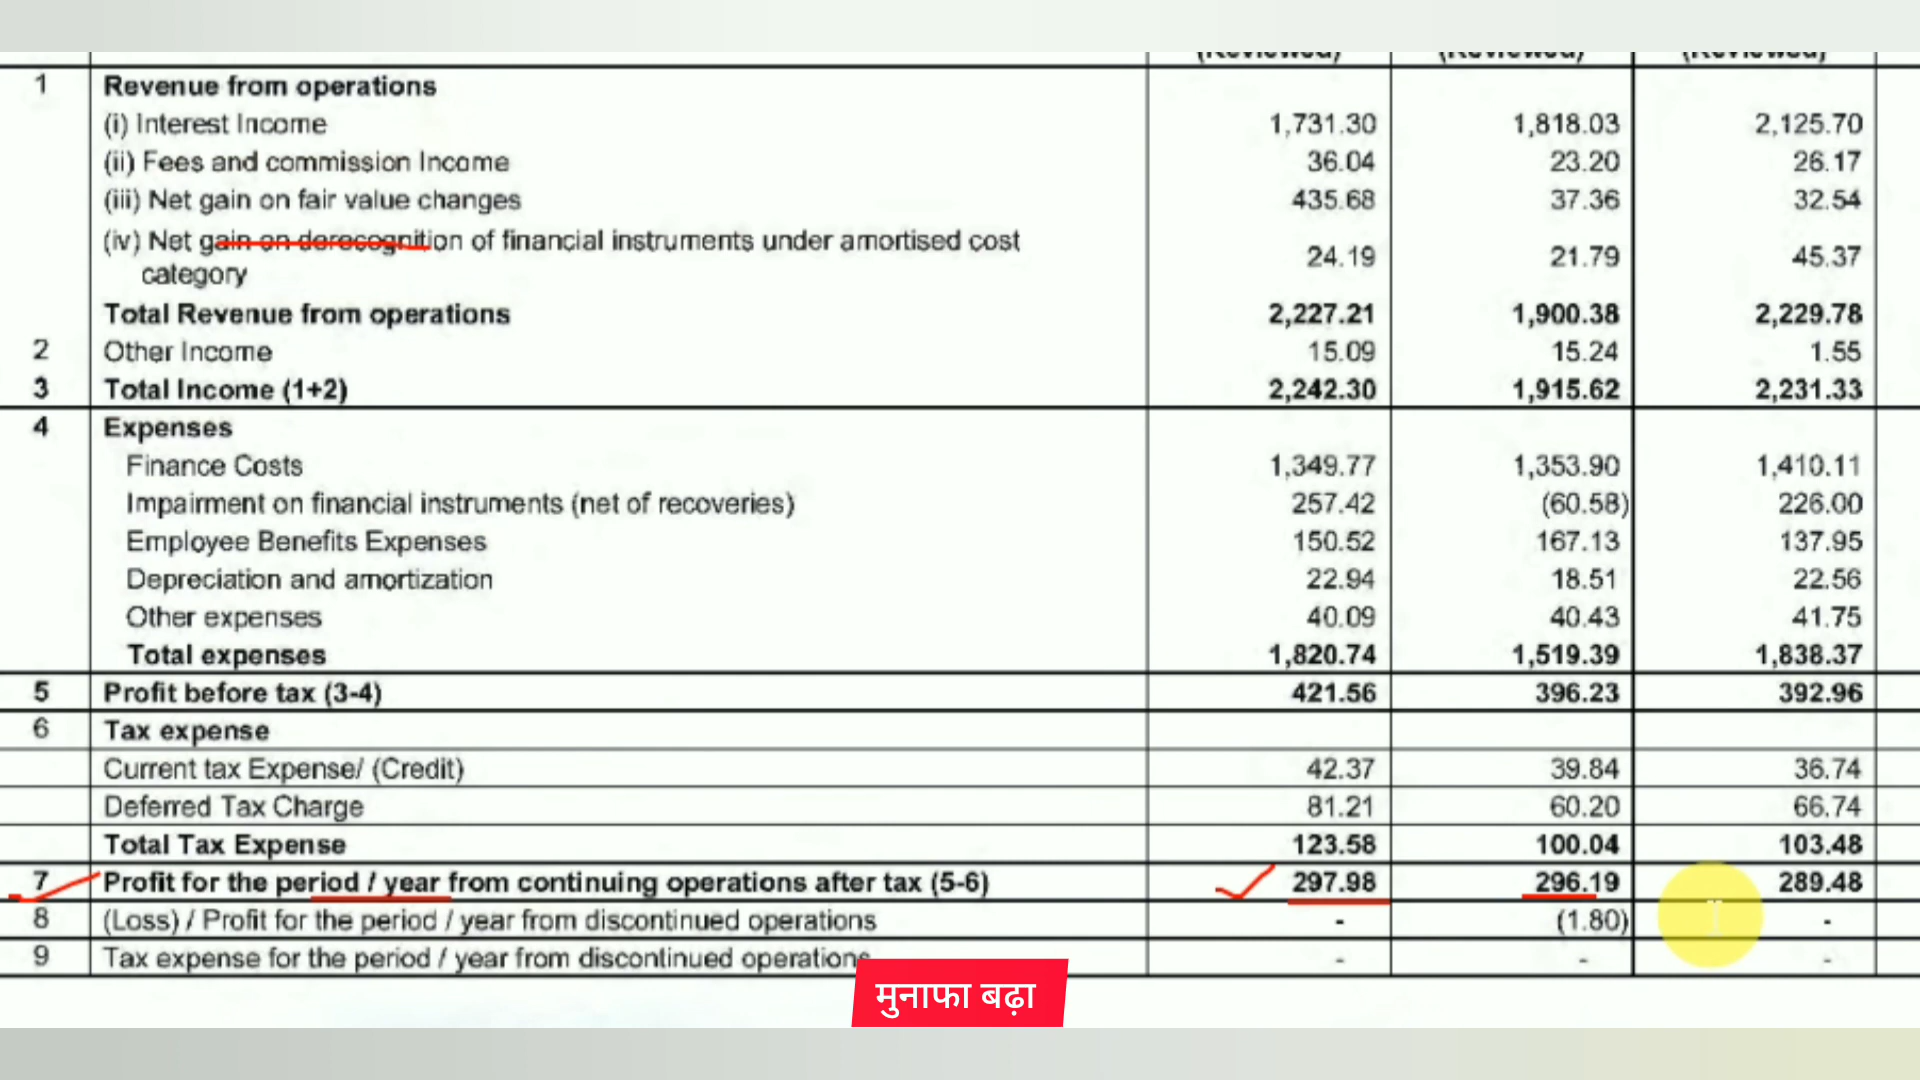 (Reviewed) (Reviewed) (Reviewed)
1 Revenue from operations
(i) Interest Income 1,731.30 1,818.03 2,125.70
(ii) Fees and commission Income 36.04 23.20 26.17
(iii) Net gain on fair value changes 435.68 37.36 32.54
(iv) Net gain on derecognition of financial instruments under amortised cost
category 24.19 21.79 45.37
Total Revenue from operations 2,227.21 1,900.38 2,229.78
2 Other Income 15.09 15.24 1.55
3 Total Income (1+2) 2,242.30 1,915.62 2,231.33
4 Expenses
Finance Costs 1,349.77 1,353.90 1,410.11
Impairment on financial instruments (net of recoveries) 257.42 (60.58) 226.00
Employee Benefits Expenses 150.52 167.13 137.95
Depreciation and amortization 22.94 18.51 22.56
Other expenses 40.09 40.43 41.75
Total expenses 1,820.74 1,519.39 1,838.37
5 Profit before tax (3-4) 421.56 396.23 392.96
6 Tax expense
Current tax Expense/ (Credit) 42.37 39.84 36.74
Deferred Tax Charge 81.21 60.20 66.74
Total Tax Expense 123.58 100.04 103.48
7 Profit for the period / year from continuing operations after tax (5-6) 297.98 296.19 289.48
8 (Loss) / Profit for the period / year from discontinued operations - (1.80) -
9 Tax expense for the period / year from discontinued operations - - -
मुनाफा बढ़ा